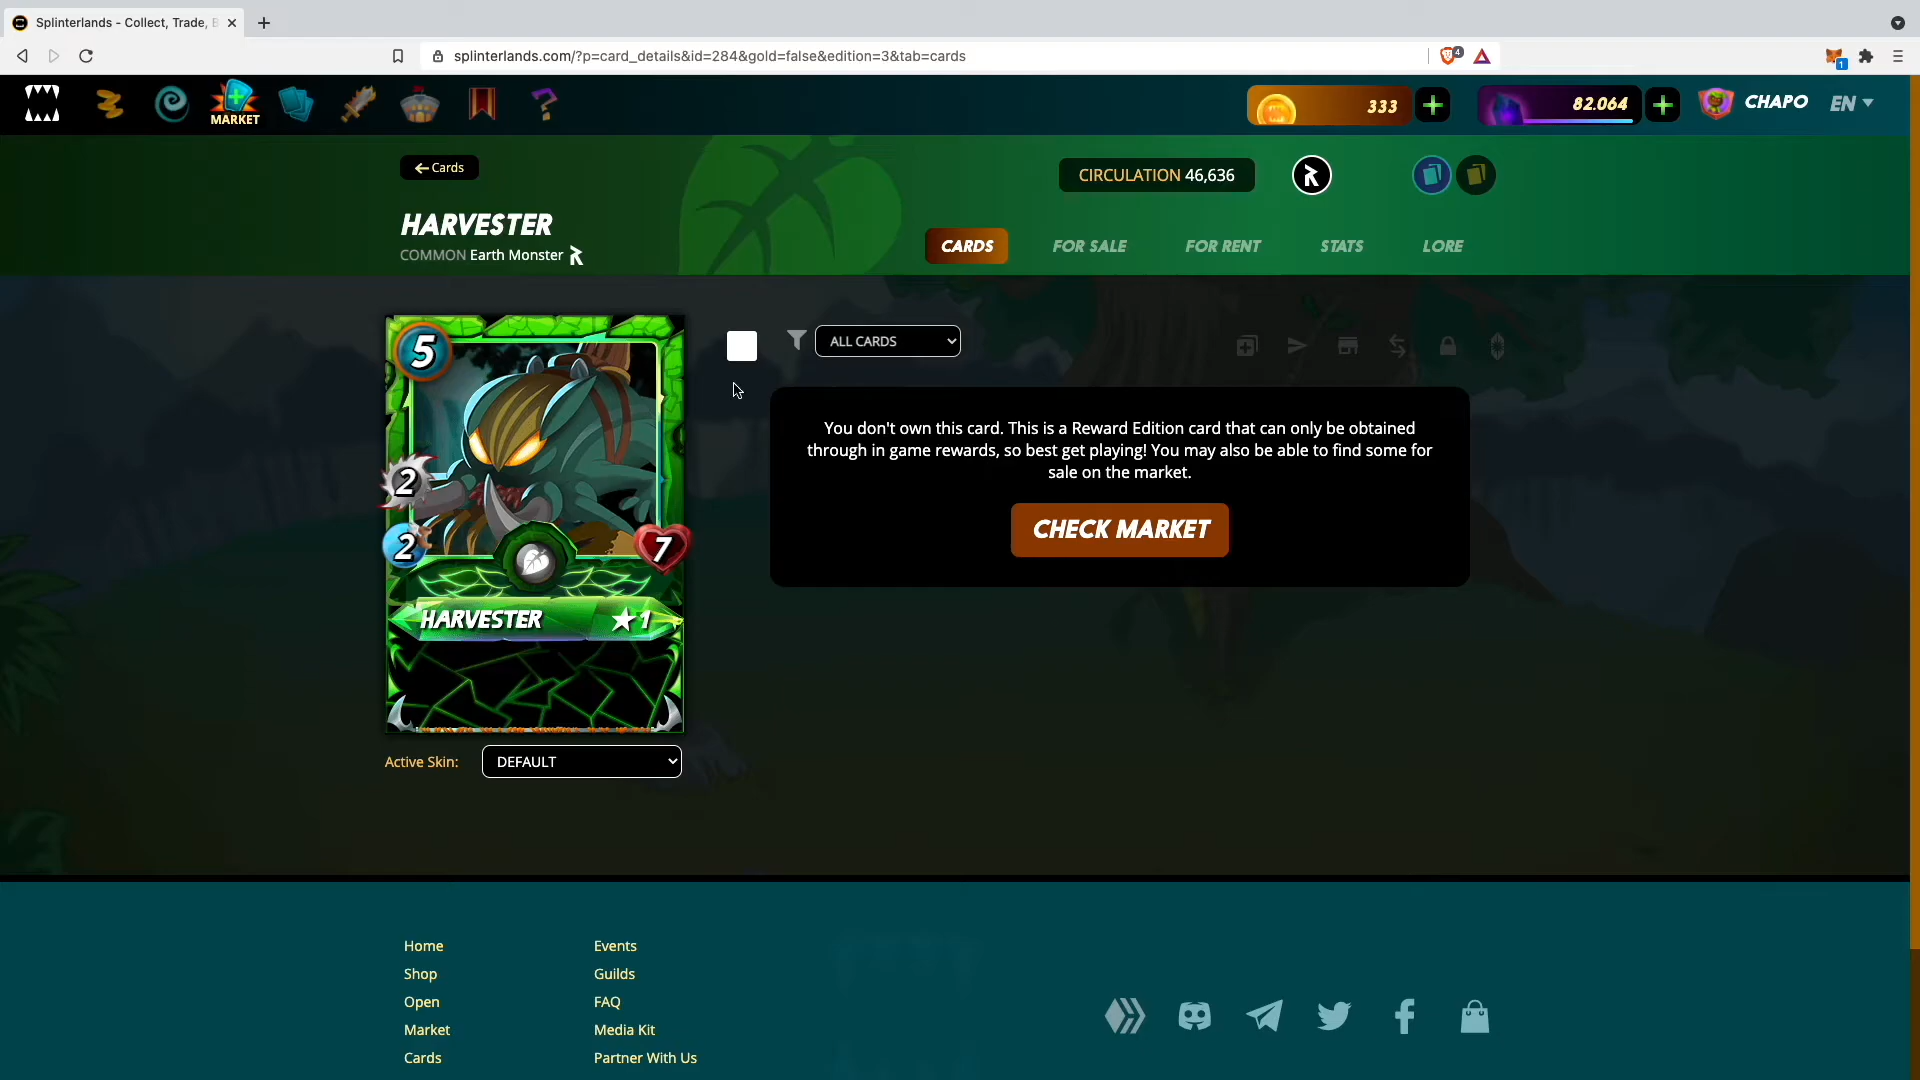 Splinterlands - Collect, Trade, B
splinterlands.com/?p=card_details&id=284&gold=false&edition=3&tab=cards
4
1
MARKET
333
82.064
CHAPO
EN
Cards
CIRCULATION 46,636
HARVESTER
COMMON Earth Monster
CARDS
FOR SALE
FOR RENT
STATS
LORE
5
2
2
7
HARVESTER
★ 1
ALL CARDS
You don't own this card. This is a Reward Edition card that can only be obtained
through in game rewards, so best get playing! You may also be able to find some for
sale on the market.
CHECK MARKET
Active Skin:
DEFAULT
Home
Shop
Open
Market
Cards
Events
Guilds
FAQ
Media Kit
Partner With Us